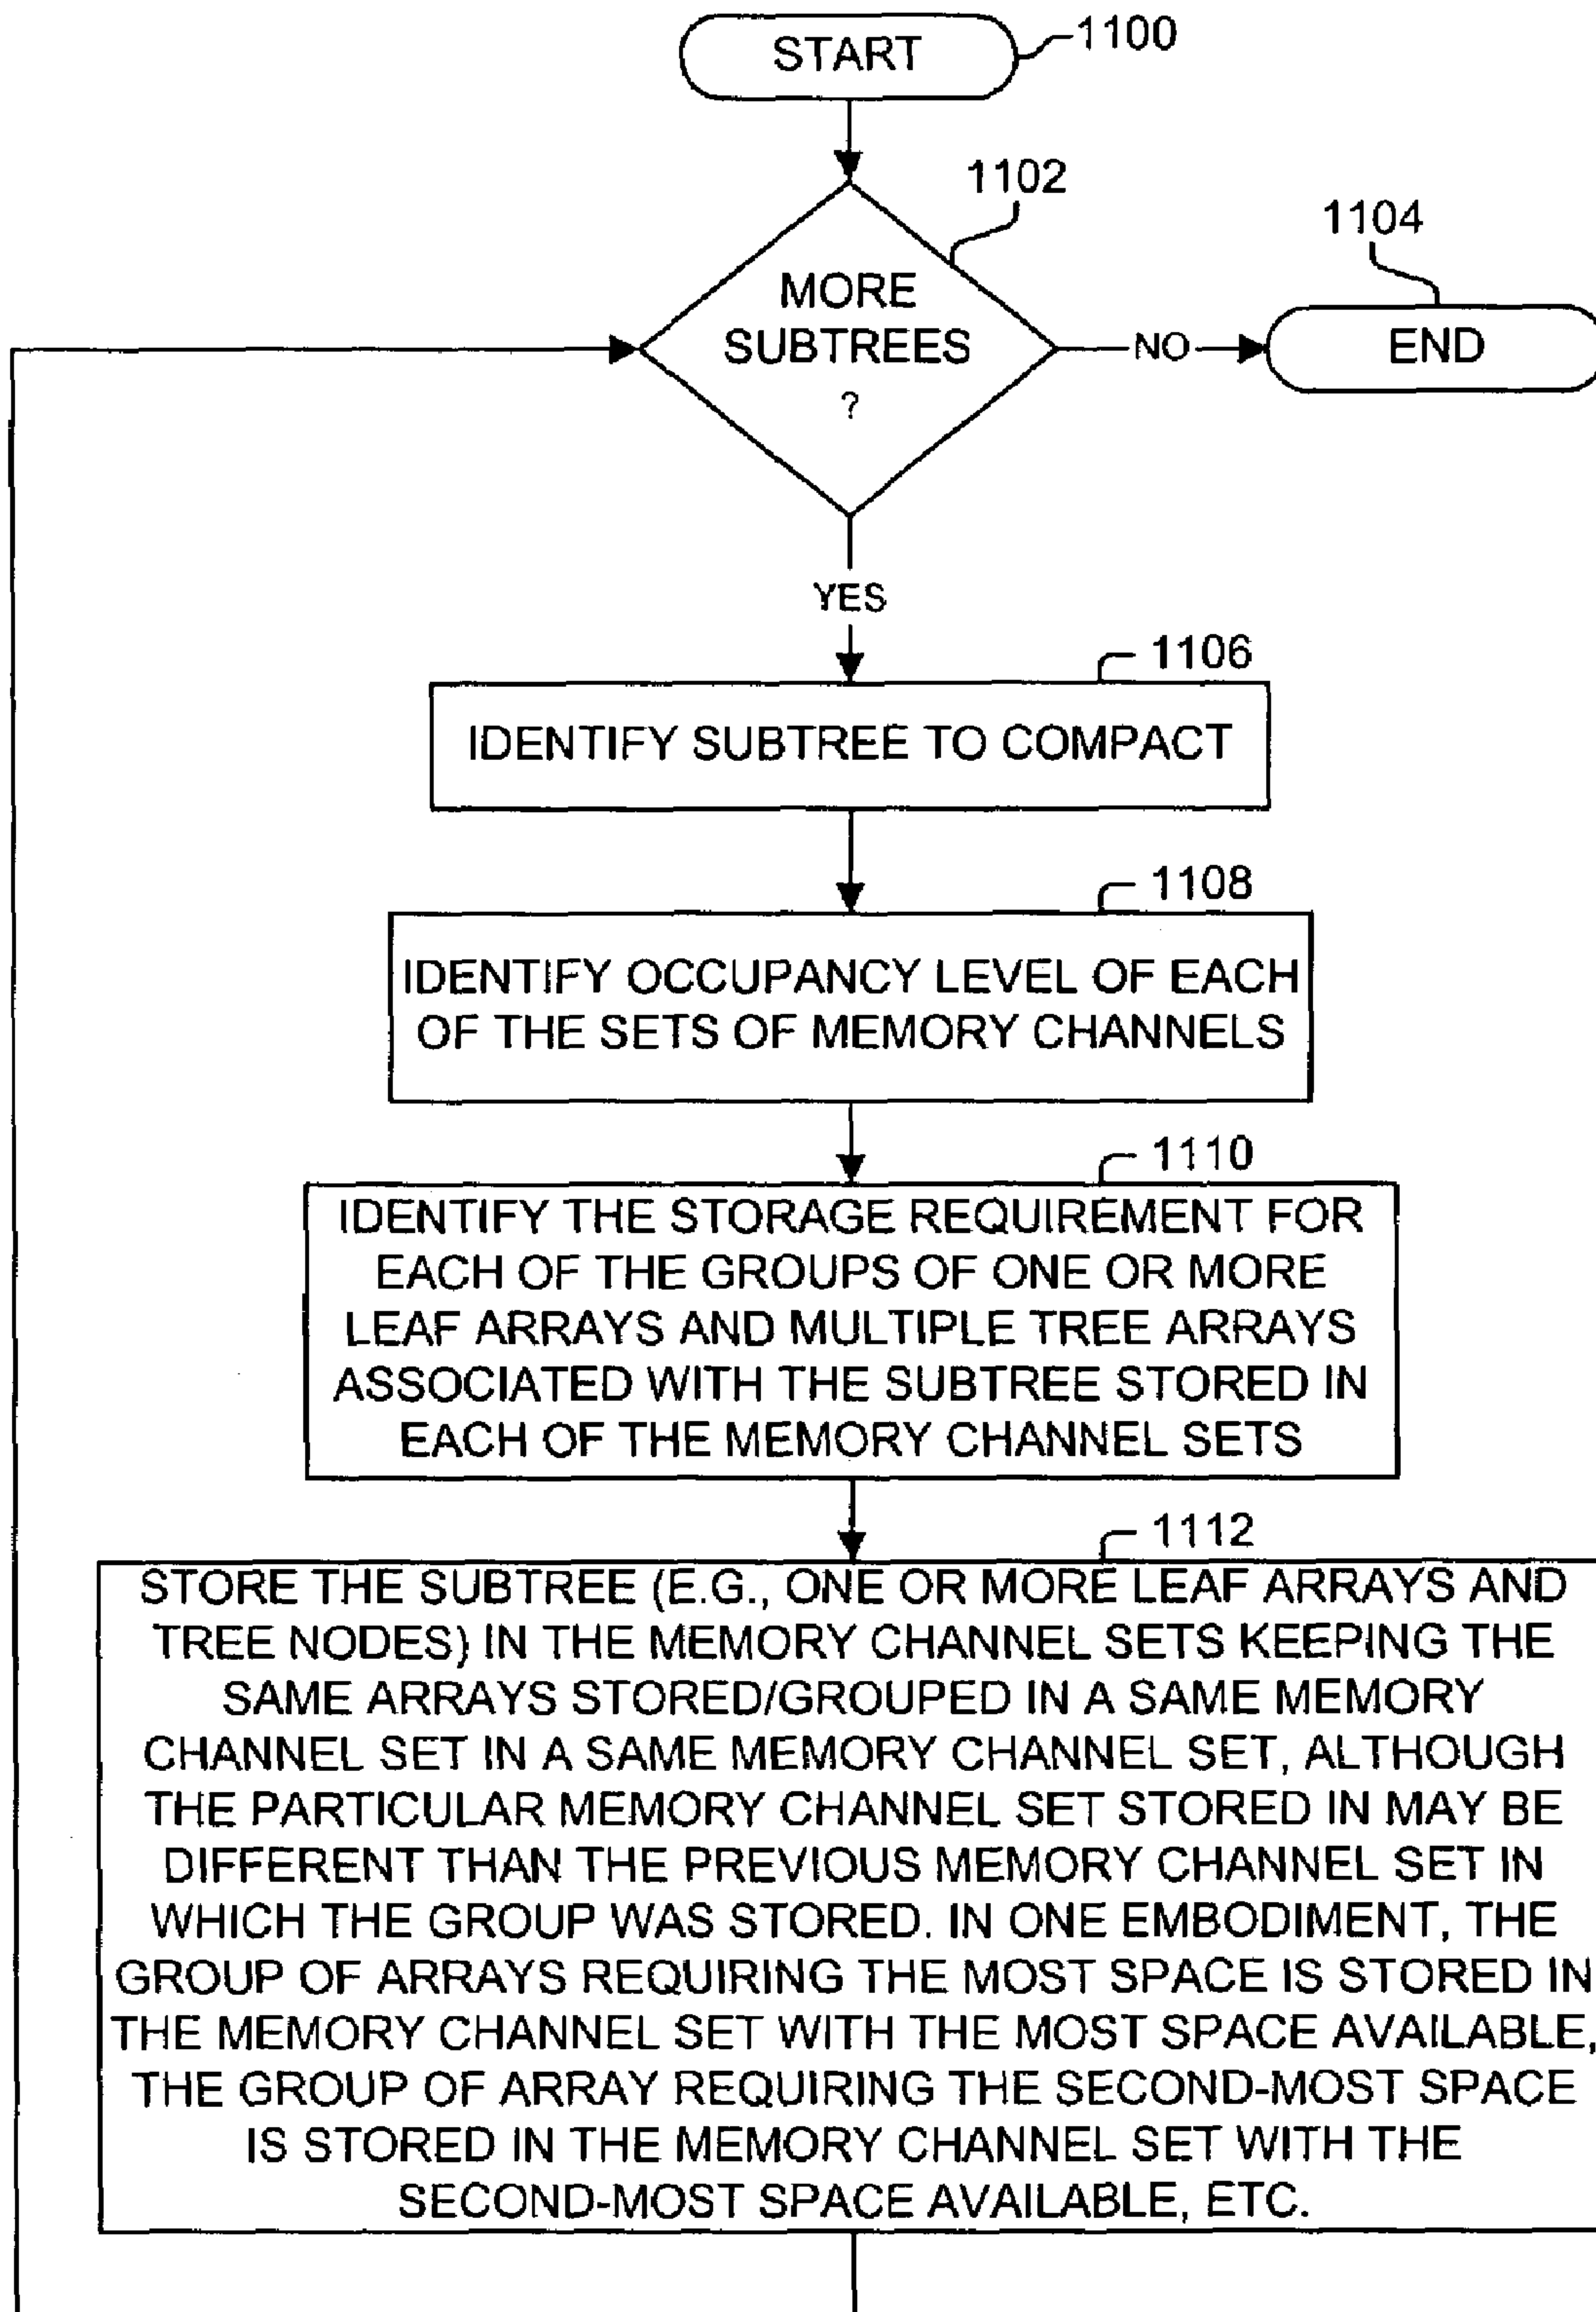 START
1100
1102
MORE
SUBTREES
?
1104
NO
END
YES
1106
IDENTIFY SUBTREE TO COMPACT
1108
IDENTIFY OCCUPANCY LEVEL OF EACH
OF THE SETS OF MEMORY CHANNELS
1110
IDENTIFY THE STORAGE REQUIREMENT FOR
EACH OF THE GROUPS OF ONE OR MORE
LEAF ARRAYS AND MULTIPLE TREE ARRAYS
ASSOCIATED WITH THE SUBTREE STORED IN
EACH OF THE MEMORY CHANNEL SETS
1112
STORE THE SUBTREE (E.G., ONE OR MORE LEAF ARRAYS AND
TREE NODES) IN THE MEMORY CHANNEL SETS KEEPING THE
SAME ARRAYS STORED/GROUPED IN A SAME MEMORY
CHANNEL SET IN A SAME MEMORY CHANNEL SET, ALTHOUGH
THE PARTICULAR MEMORY CHANNEL SET STORED IN MAY BE
DIFFERENT THAN THE PREVIOUS MEMORY CHANNEL SET IN
WHICH THE GROUP WAS STORED. IN ONE EMBODIMENT, THE
GROUP OF ARRAYS REQUIRING THE MOST SPACE IS STORED IN
THE MEMORY CHANNEL SET WITH THE MOST SPACE AVAILABLE,
THE GROUP OF ARRAY REQUIRING THE SECOND-MOST SPACE
IS STORED IN THE MEMORY CHANNEL SET WITH THE
SECOND-MOST SPACE AVAILABLE, ETC.